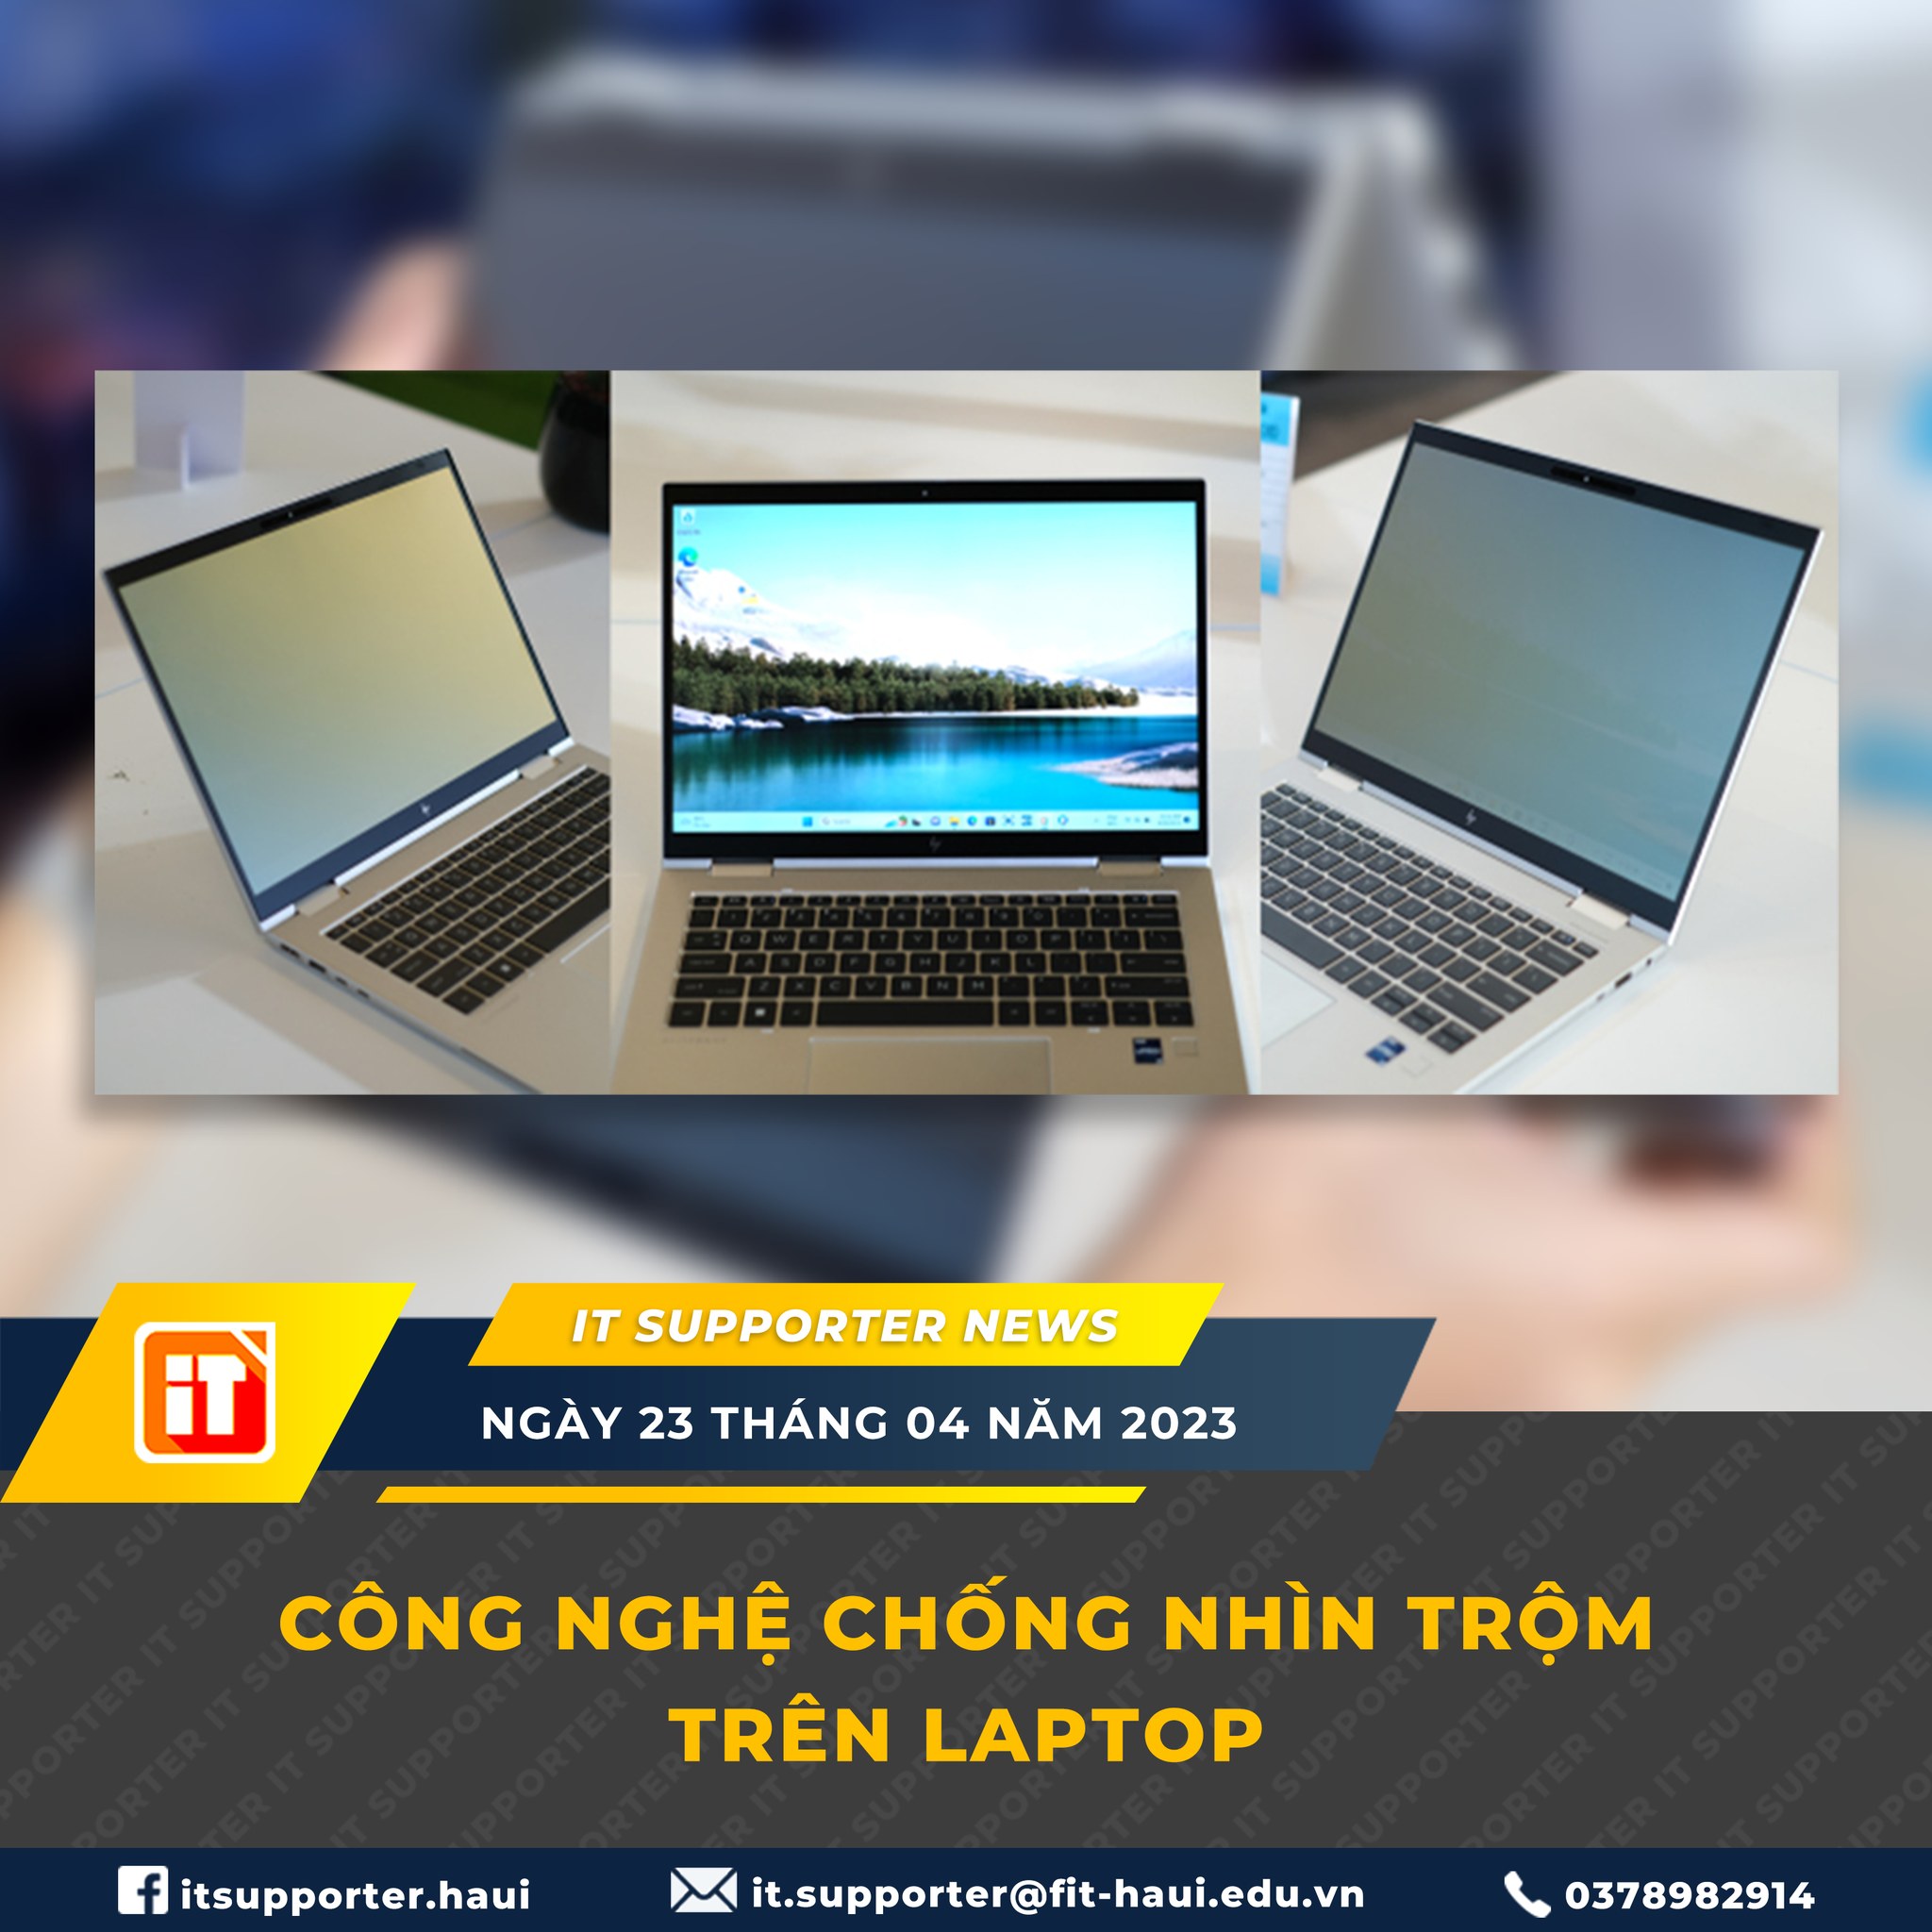 Q W E R T Y U I O P
A S D F G H J K L
Z X C V B N M
iT
IT SUPPORTER NEWS
NGÀY 23 THÁNG 04 NĂM 2023
CÔNG NGHỆ CHỐNG NHÌN TRỘM
TRÊN LAPTOP
itsupporter.haui
it.supporter@fit-haui.edu.vn
0378982914